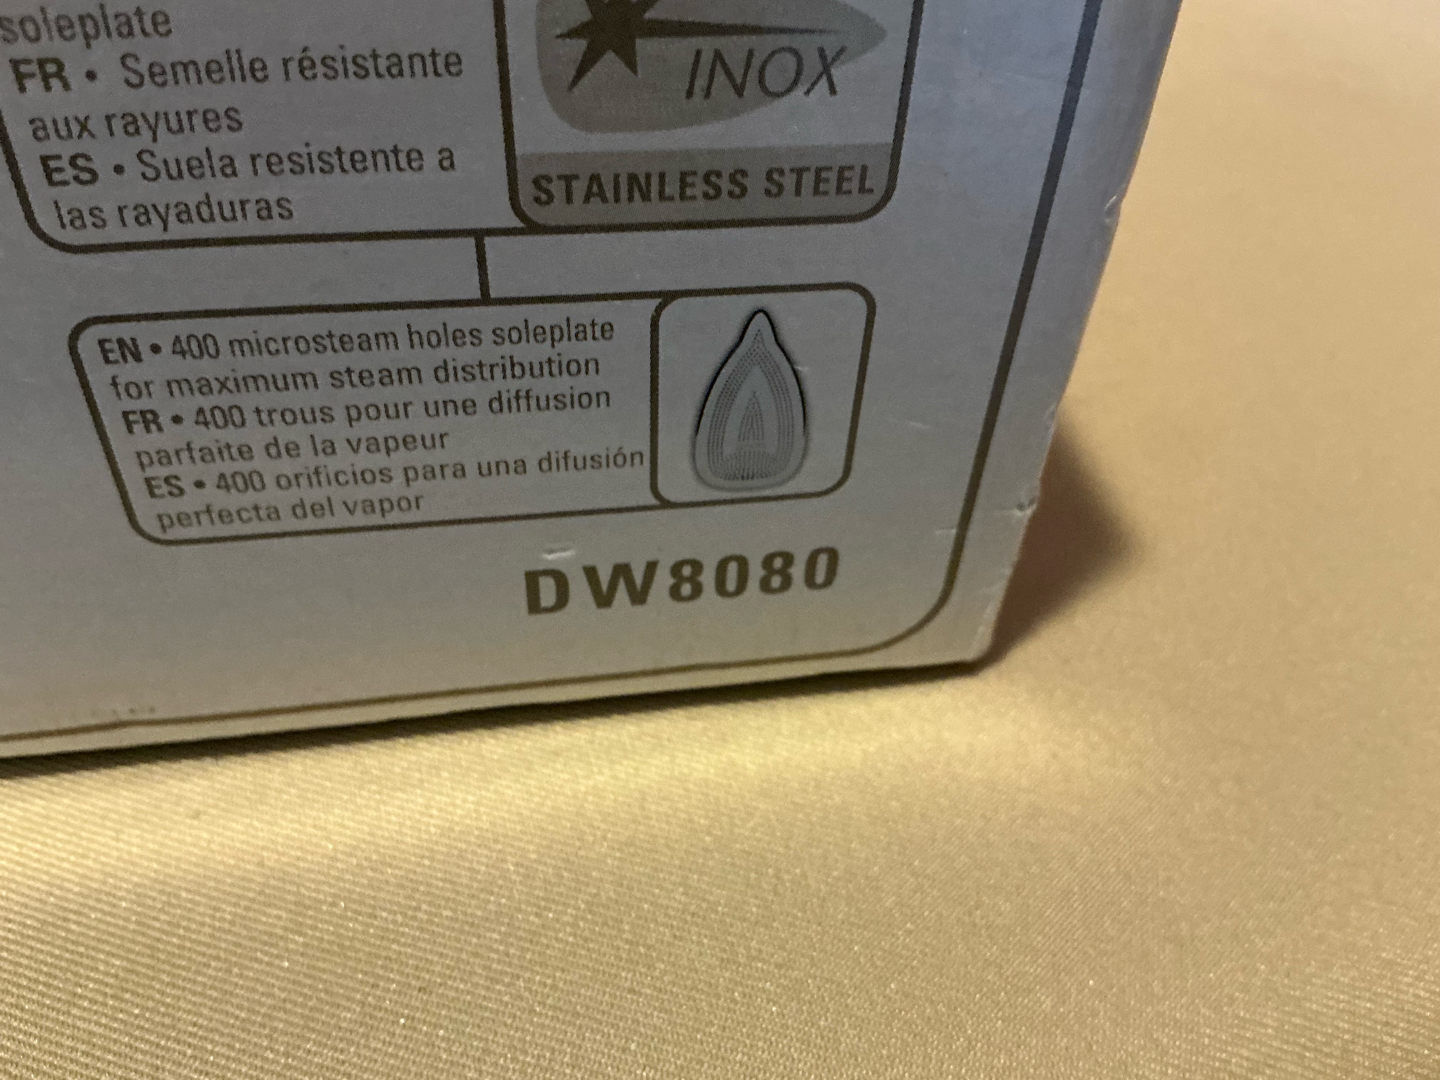 soleplate
FR • Semelle résistante
aux rayures
ES • Suela resistente a
las rayaduras
INOX
STAINLESS STEEL
EN • 400 microsteam holes soleplate
for maximum steam distribution
FR • 400 trous pour une diffusion
parfaite de la vapeur
ES • 400 orificios para una difusión
perfecta del vapor
DW8080